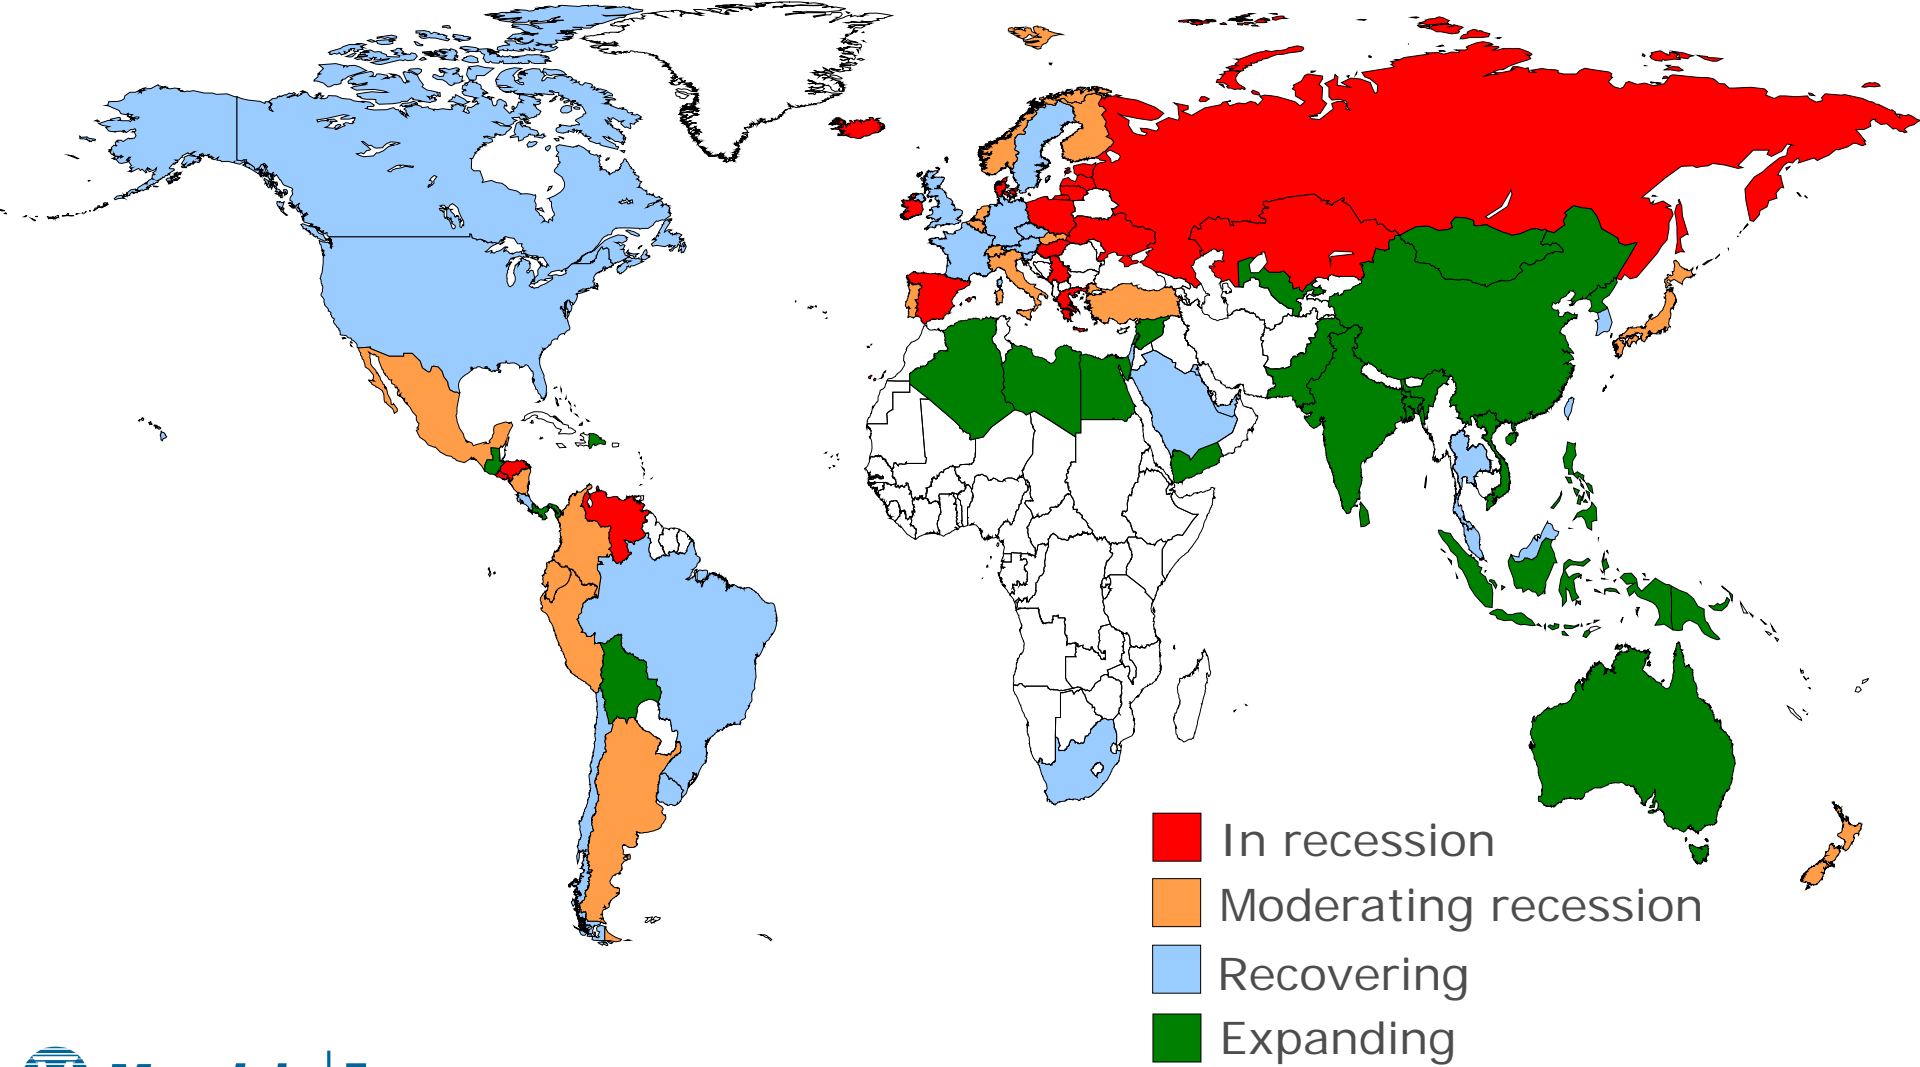 In recession
Moderating recession
Recovering
Expanding